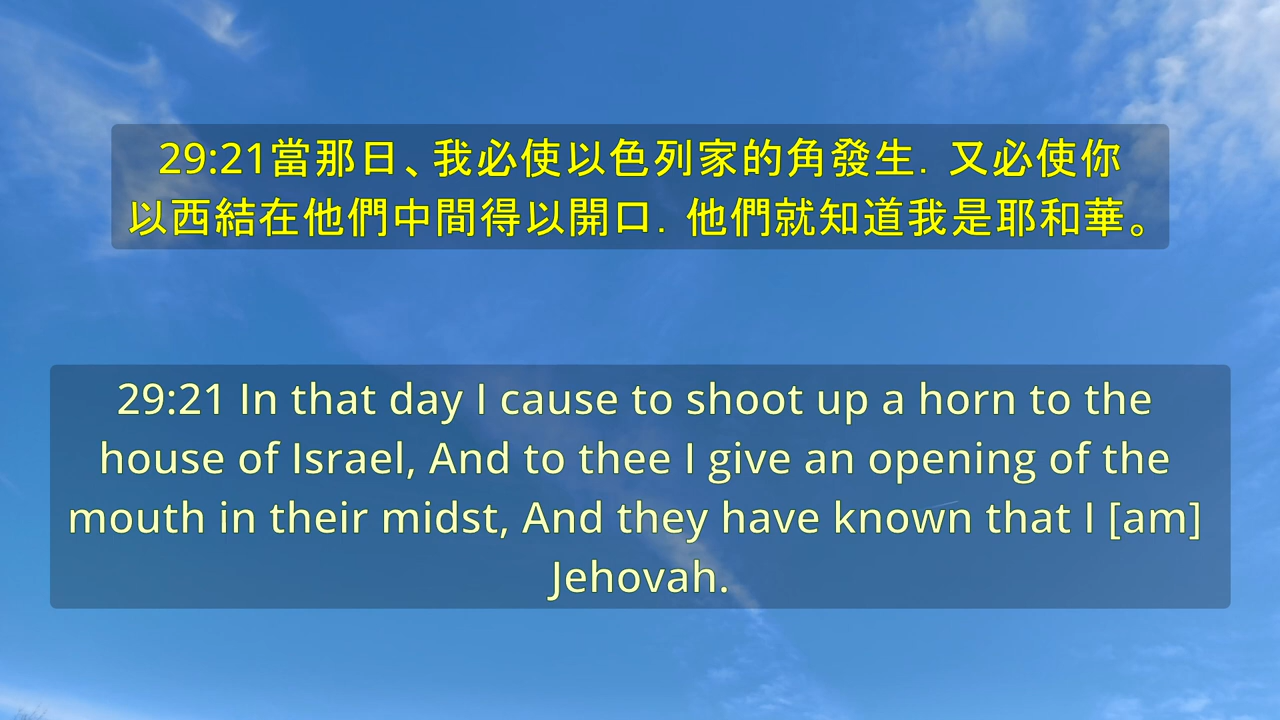 29:21當那日、我必使以色列家的角發生. 又必使你
以西結在他們中間得以開口. 他們就知道我是耶和華。
29:21 In that day I cause to shoot up a horn to the
house of Israel, And to thee I give an opening of the
mouth in their midst, And they have known that I [am]
Jehovah.